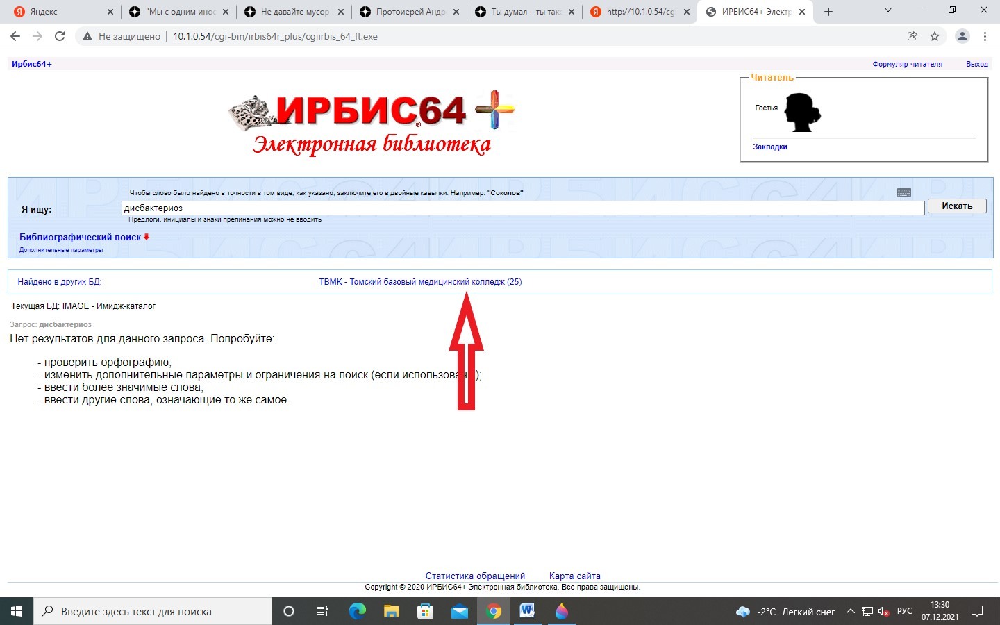 Яндекс
"Мы с одним инос
Не давайте мусор
Протоиерей Андр
Ты думал – ты так
http://10.1.0.54/cgi
ИРБИС64+ Электр
Не защищено
10.1.0.54/cgi-bin/irbis64r_plus/cgiirbis_64_ft.exe
Ирбис64+
Формуляр читателя
Выход
Читатель
ИРБИС64
®
Электронная библиотека
Гостья
Закладки
Чтобы слово было найдено в точности в том виде, как указано, заключите его в двойные кавычки. Например: "Соколов"
Я ищу:
дисбактериоз
Искать
Предлоги, инициалы и знаки препинания можно не вводить
Библиографический поиск
Дополнительные параметры
Найдено в других БД:
TBMK - Томский базовый медицинский колледж (25)
Текущая БД: IMAGE - Имидж-каталог
Запрос: дисбактериоз
Нет результатов для данного запроса. Попробуйте:
- проверить орфографию;
- изменить дополнительные параметры и ограничения на поиск (если использован );
- ввести более значимые слова;
- ввести другие слова, означающие то же самое.
Статистика обращений
Карта сайта
Copyright © 2020 ИРБИС64+ Электронная библиотека. Все права защищены.
Введите здесь текст для поиска
-2°C Легкий снег
РУС
13:30
07.12.2021